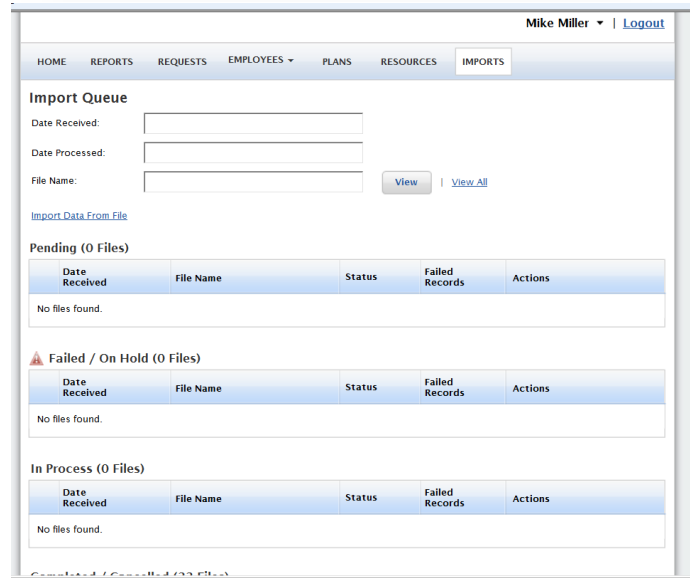 Mike Miller ▼ | Logout
HOME REPORTS REQUESTS EMPLOYEES ▼ PLANS RESOURCES IMPORTS
Import Queue
Date Received:
Date Processed:
File Name: View | View All
Import Data From File
Pending (0 Files)
Date Received File Name Status Failed Records Actions
No files found.
Failed / On Hold (0 Files)
Date Received File Name Status Failed Records Actions
No files found.
In Process (0 Files)
Date Received File Name Status Failed Records Actions
No files found.
Completed / Cancelled